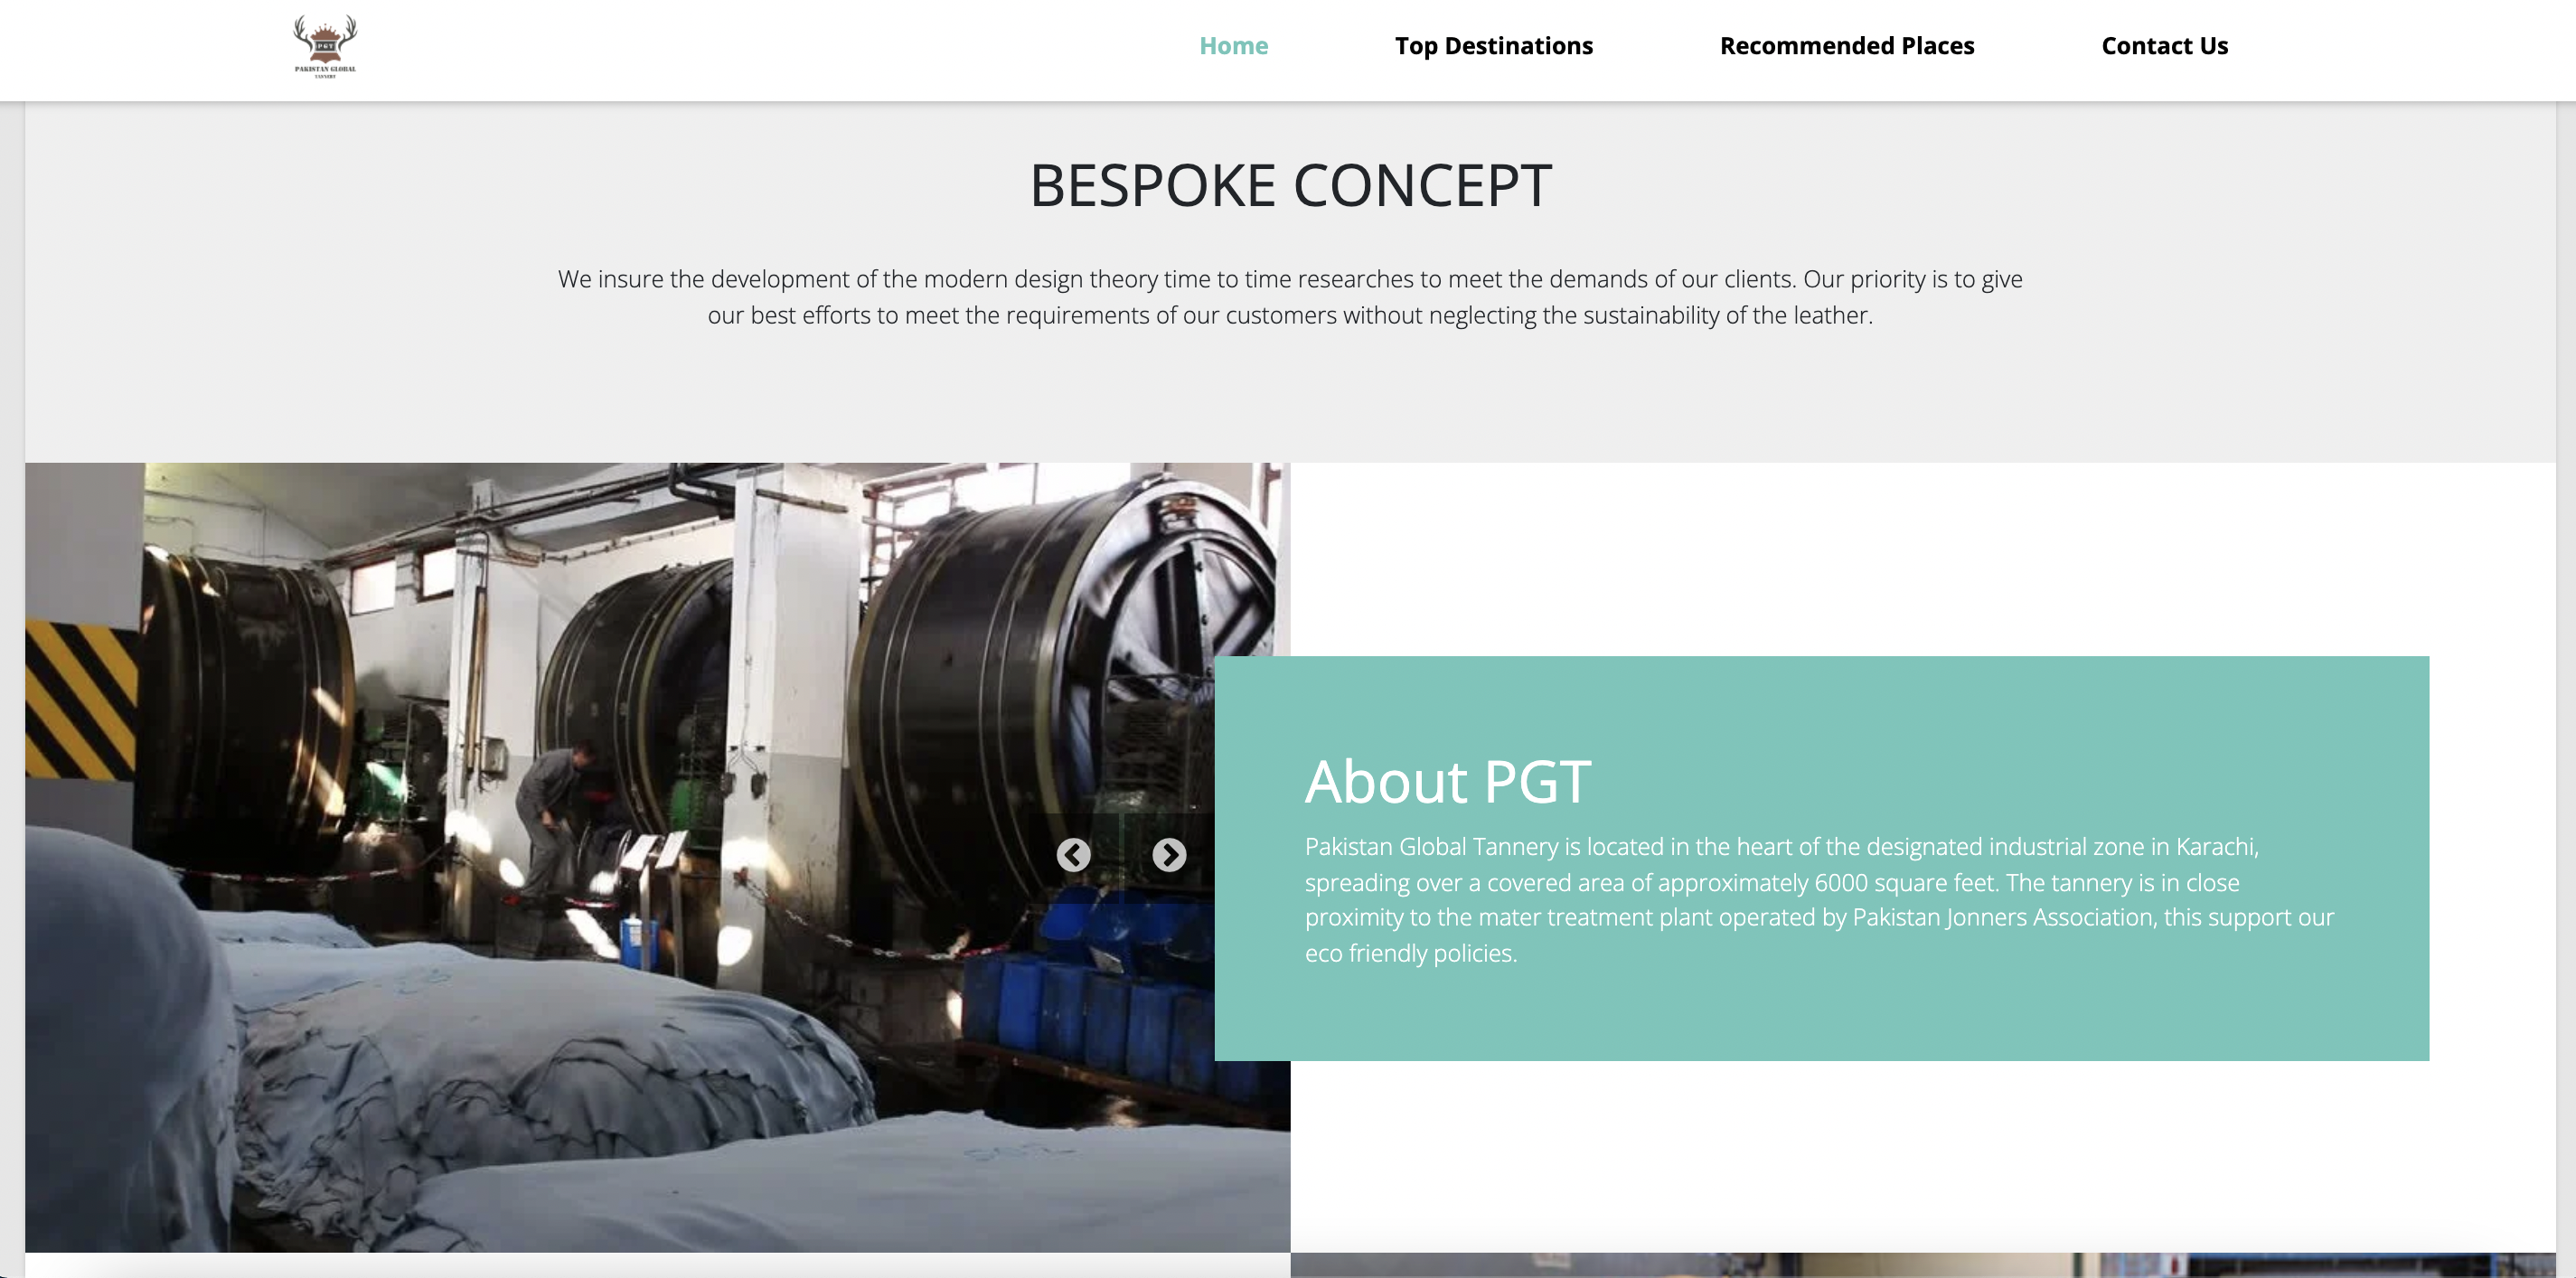 PGT
PAKISTAN GLOBAL
TANNERY
Home
Top Destinations
Recommended Places
Contact Us
BESPOKE CONCEPT
We insure the development of the modern design theory time to time researches to meet the demands of our clients. Our priority is to give
our best efforts to meet the requirements of our customers without neglecting the sustainability of the leather.
About PGT
Pakistan Global Tannery is located in the heart of the designated industrial zone in Karachi,
spreading over a covered area of approximately 6000 square feet. The tannery is in close
proximity to the mater treatment plant operated by Pakistan Jonners Association, this support our
eco friendly policies.